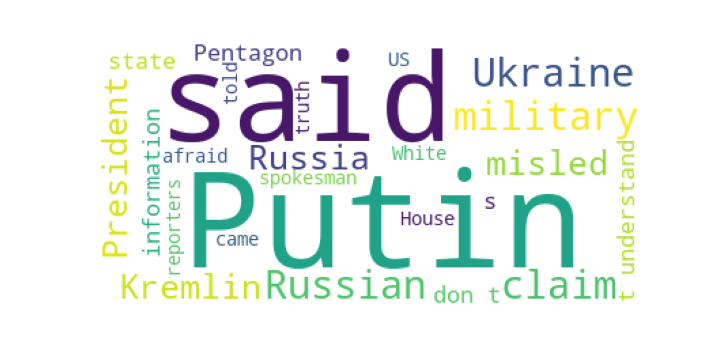 Pentagon
US
state
said
told
truth
Ukraine
military
President
information
afraid
Russia
White
misled
spokesman
understand
reporters
Putin
s
House
came
Kremlin
Russian
don t
claim
t